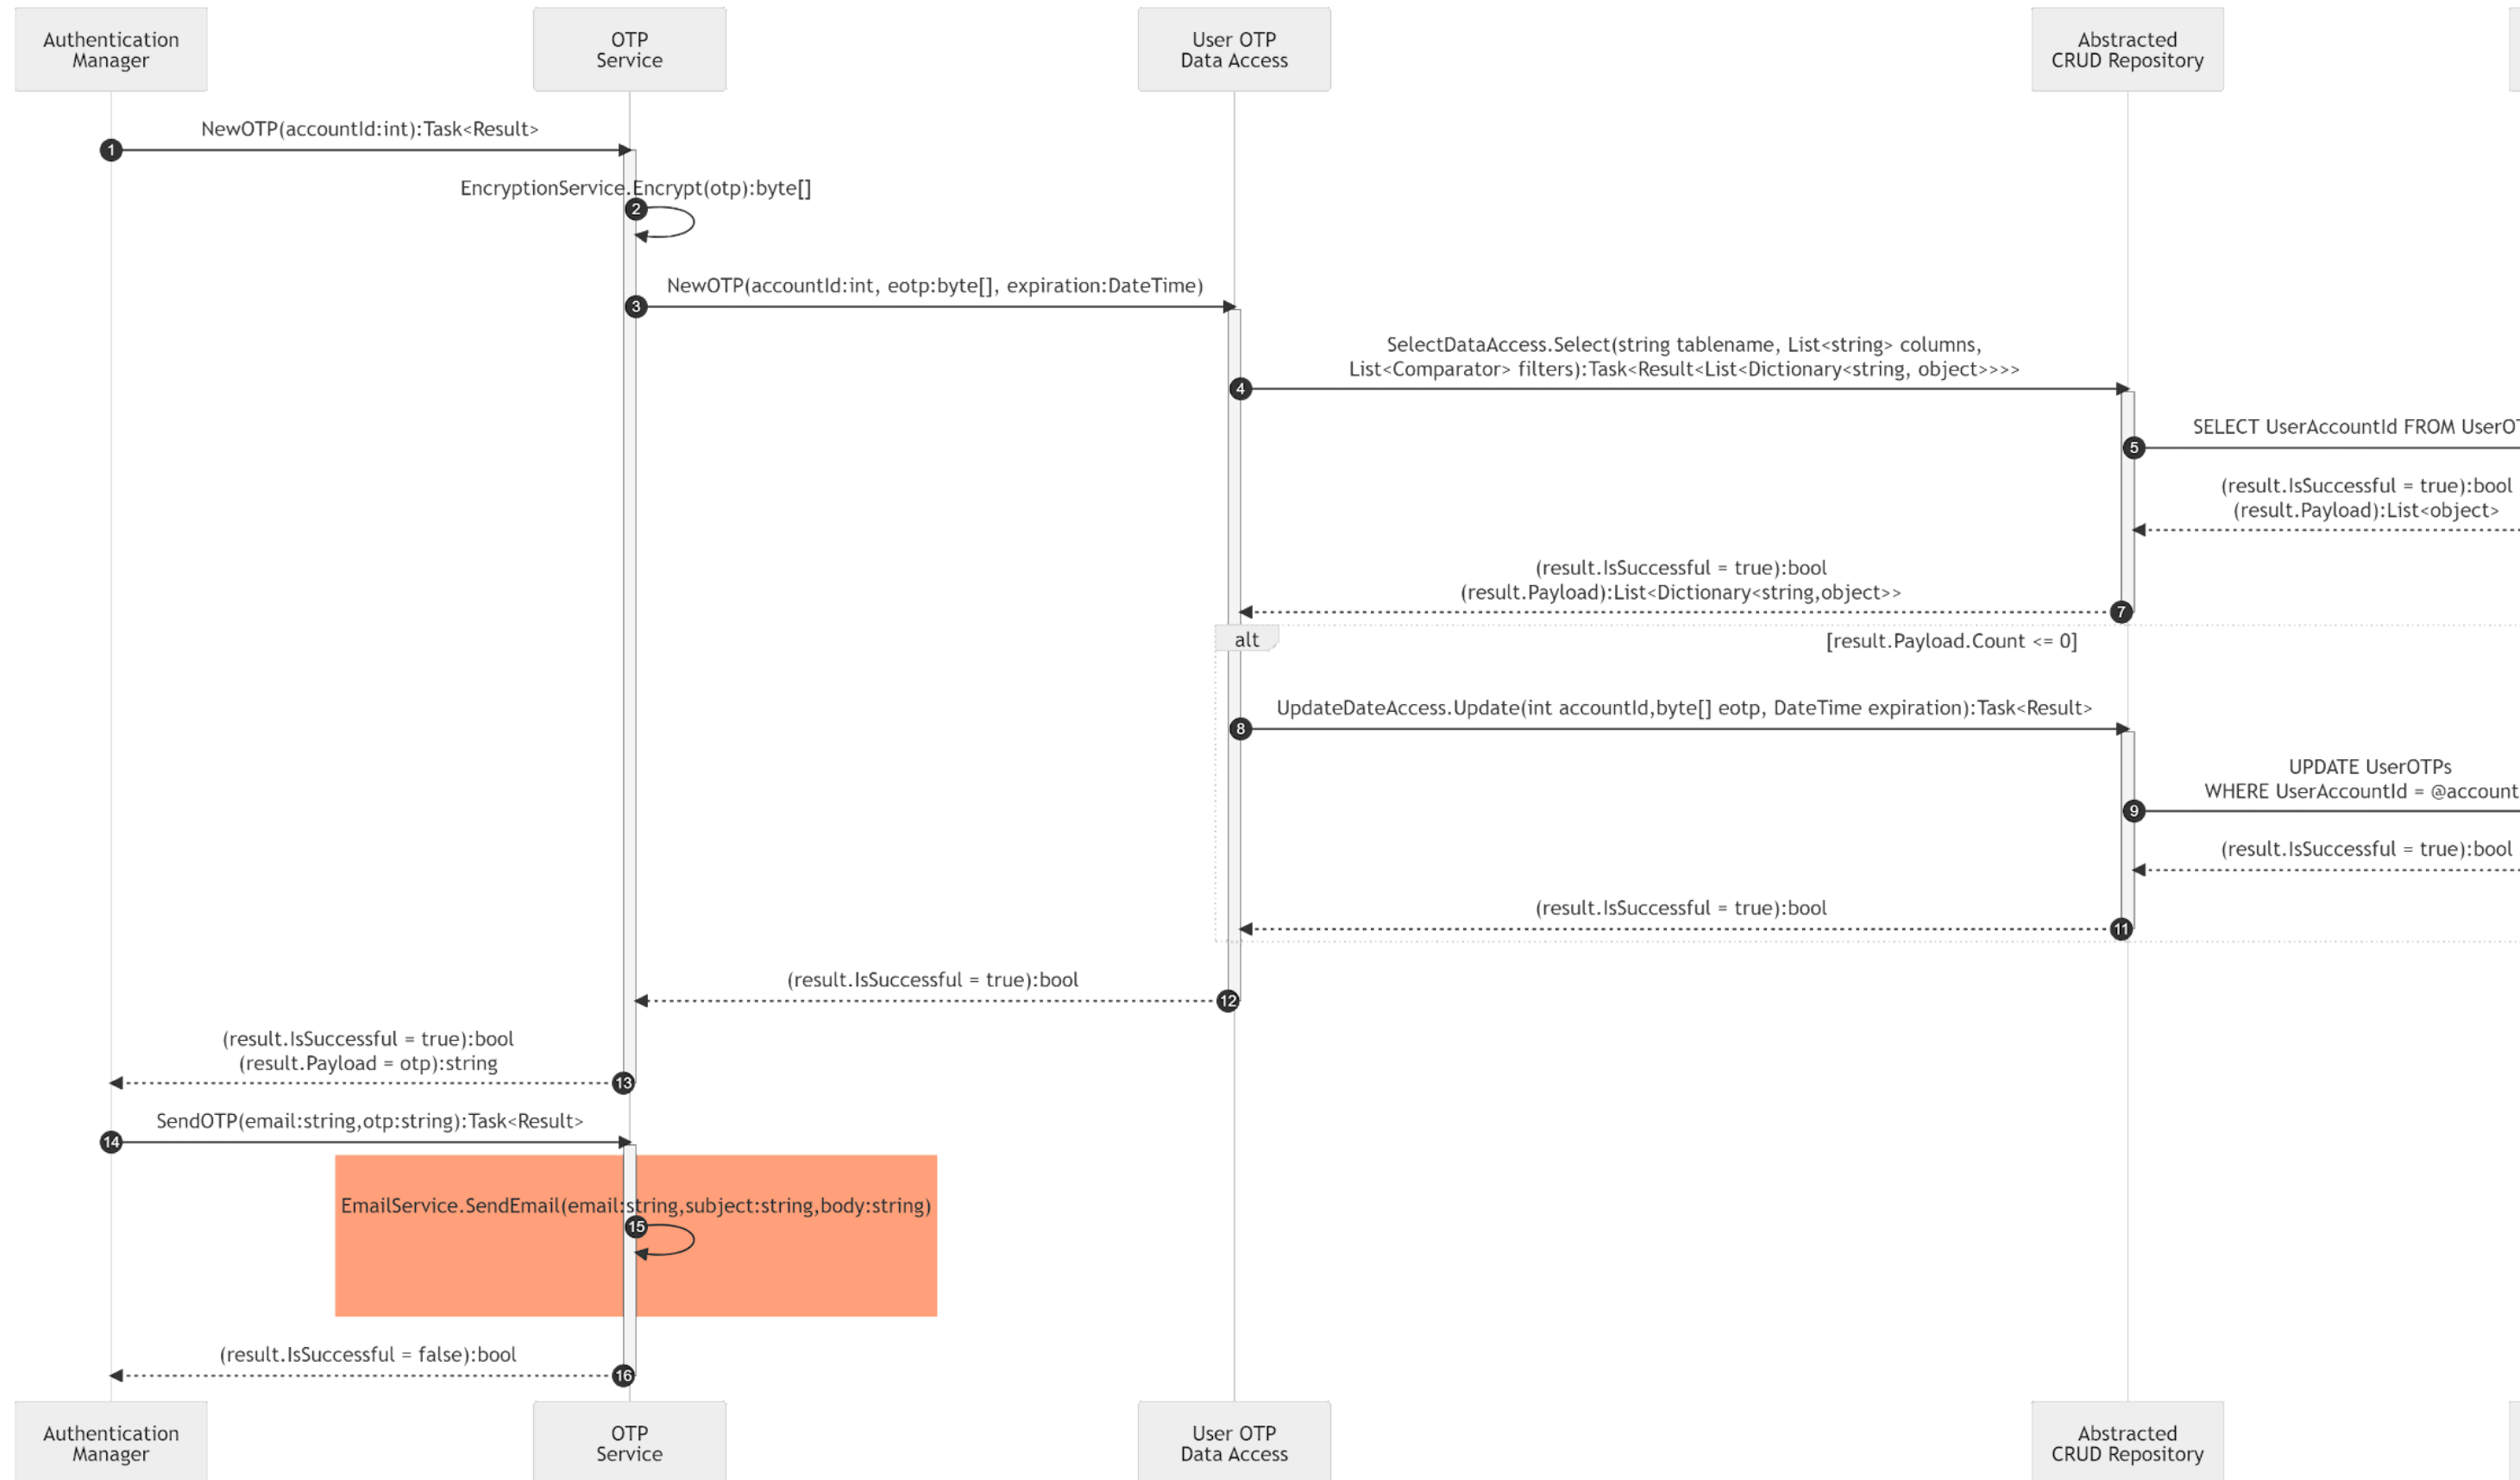 Authentication
Manager
OTP
Service
User OTP
Data Access
Abstracted
CRUD Repository
NewOTP(accountId:int):Task<Result>
1
EncryptionService.Encrypt(otp):byte[]
2
NewOTP(accountId:int, eotp:byte[], expiration:DateTime)
3
SelectDataAccess.Select(string tablename, List<string> columns,
List<Comparator> filters):Task<Result<List<Dictionary<string, object>>>>
4
SELECT UserAccountId FROM UserOT
5
(result.IsSuccessful = true):bool
(result.Payload):List<object>
(result.IsSuccessful = true):bool
(result.Payload):List<Dictionary<string,object>>
7
alt
[result.Payload.Count <= 0]
UpdateDateAccess.Update(int accountId,byte[] eotp, DateTime expiration):Task<Result>
8
UPDATE UserOTPs
WHERE UserAccountId = @account
9
(result.IsSuccessful = true):bool
(result.IsSuccessful = true):bool
11
(result.IsSuccessful = true):bool
12
(result.IsSuccessful = true):bool
(result.Payload = otp):string
13
SendOTP(email:string,otp:string):Task<Result>
14
EmailService.SendEmail(email:string,subject:string,body:string)
15
(result.IsSuccessful = false):bool
16
Authentication
Manager
OTP
Service
User OTP
Data Access
Abstracted
CRUD Repository